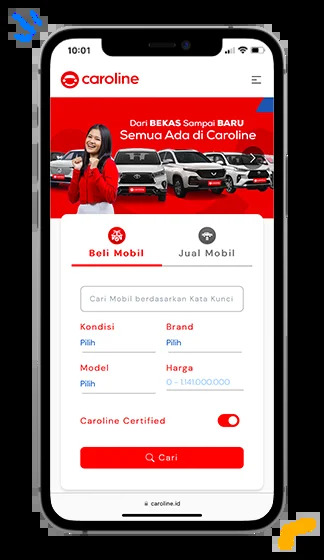 10:01
caroline
Dari BEKAS Sampai BARU
Semua Ada di Caroline
Beli Mobil
Jual Mobil
Cari Mobil berdasarkan Kata Kunci
Kondisi
Brand
Pilih
Pilih
Model
Harga
Pilih
0 - 1.141.000.000
Caroline Certified
Cari
caroline.id